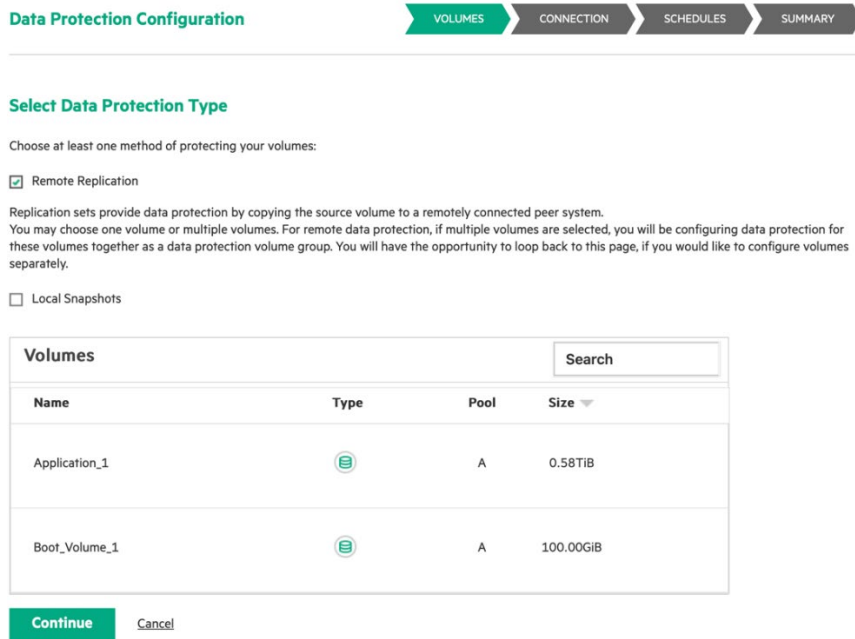 Data Protection Configuration
VOLUMES
CONNECTION
SCHEDULES
SUMMARY
Select Data Protection Type
Choose at least one method of protecting your volumes:
Remote Replication
Replication sets provide data protection by copying the source volume to a remotely connected peer system.
You may choose one volume or multiple volumes. For remote data protection, if multiple volumes are selected, you will be configuring data protection for
these volumes together as a data protection volume group. You will have the opportunity to loop back to this page, if you would like to configure volumes
separately.
Local Snapshots
Volumes
Search
Name Type Pool Size
Application_1 A 0.58TiB
Boot_Volume_1 A 100.00GiB
Continue Cancel